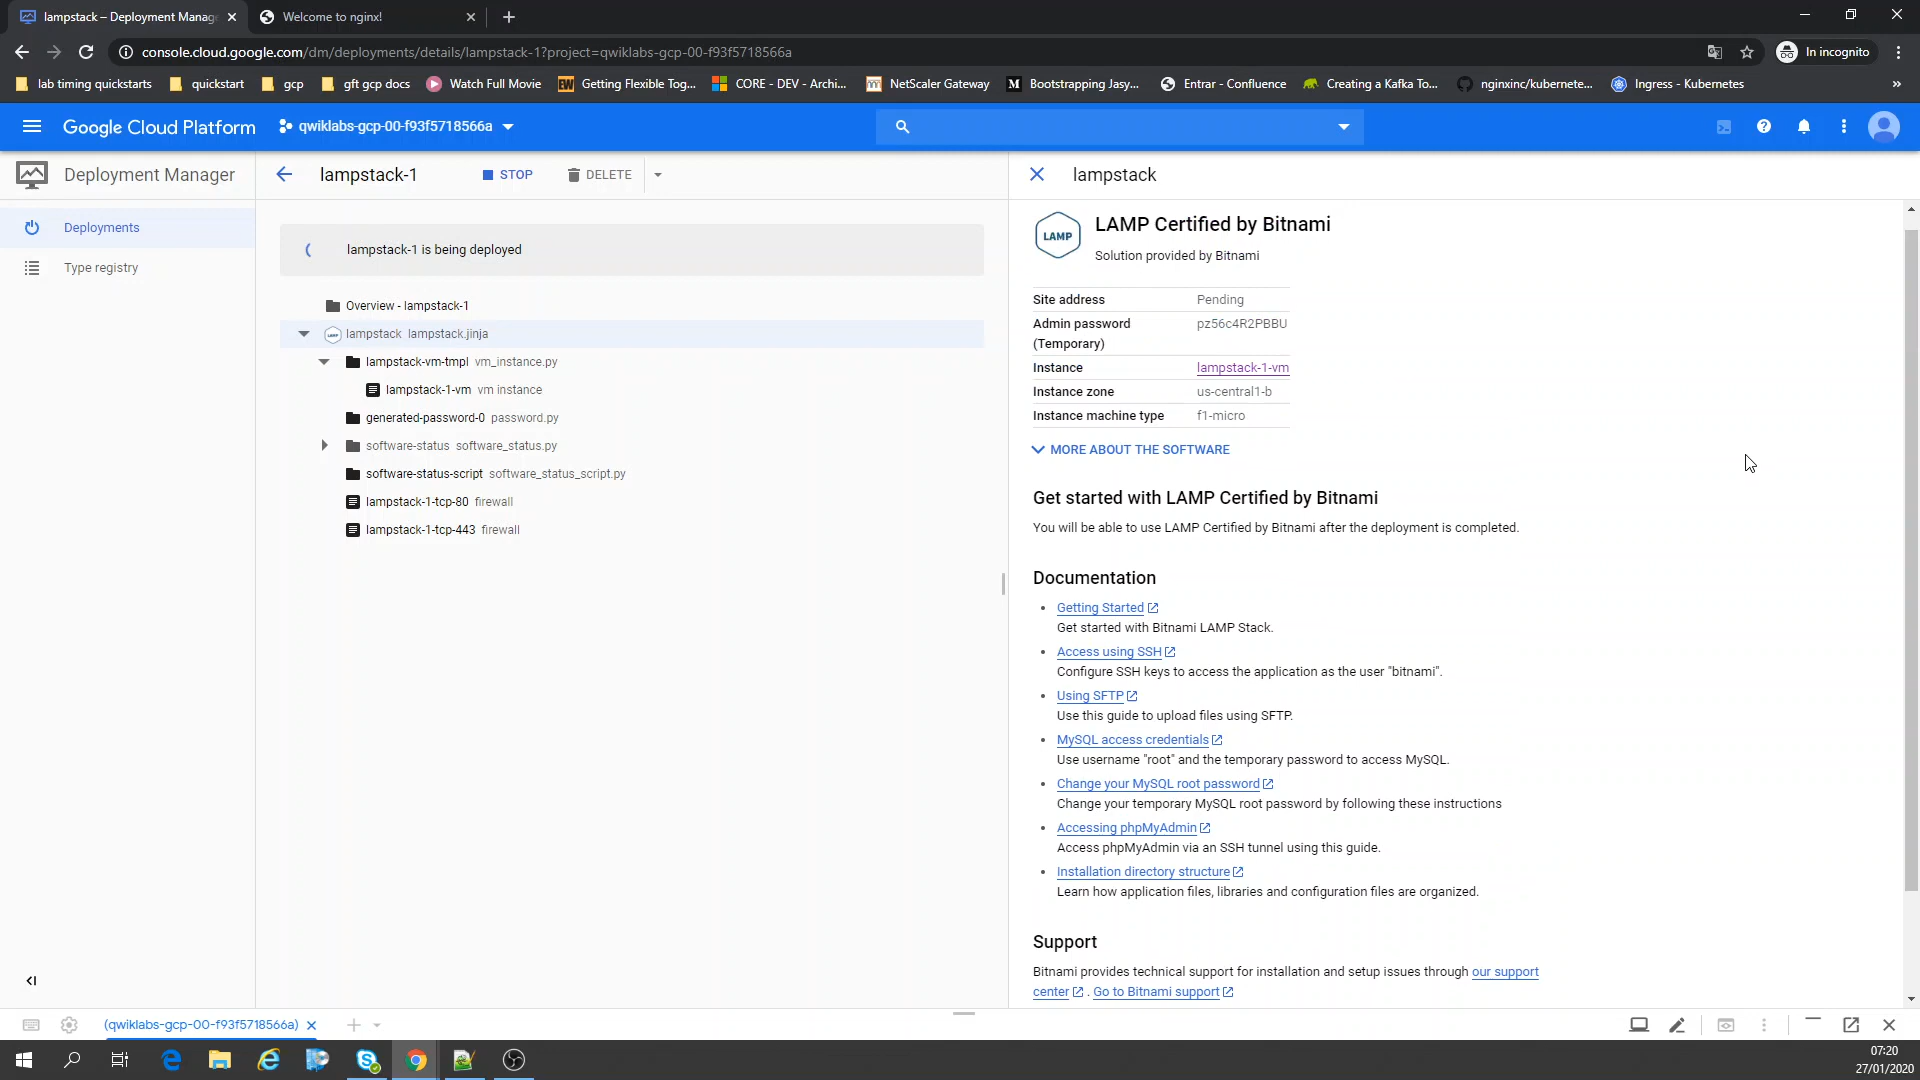 lampstack – Deployment Manag
Welcome to nginx!
console.cloud.google.com/dm/deployments/details/lampstack-1?project=qwiklabs-gcp-00-f93f5718566a
In incognito
lab timing quickstarts
quickstart
gcp
gft gcp docs
Watch Full Movie
EW Getting Flexible Tog...
CORE - DEV - Archi...
NetScaler Gateway
M Bootstrapping Jasy...
Entrar - Confluence
Creating a Kafka To...
nginxinc/kubernete...
Ingress - Kubernetes
»
Google Cloud Platform
qwiklabs-gcp-00-f93f5718566a
Deployment Manager
lampstack-1
STOP
DELETE
lampstack
Deployments
Type registry
lampstack-1 is being deployed
Overview - lampstack-1
lampstack lampstack.jinja
lampstack-vm-tmpl vm_instance.py
lampstack-1-vm vm instance
generated-password-0 password.py
software-status software_status.py
software-status-script software_status_script.py
lampstack-1-tcp-80 firewall
lampstack-1-tcp-443 firewall
LAMP
LAMP Certified by Bitnami
Solution provided by Bitnami
Site address Pending
Admin password pz56c4R2PBBU
(Temporary)
Instance lampstack-1-vm
Instance zone us-central1-b
Instance machine type f1-micro
MORE ABOUT THE SOFTWARE
Get started with LAMP Certified by Bitnami
You will be able to use LAMP Certified by Bitnami after the deployment is completed.
Documentation
• Getting Started
Get started with Bitnami LAMP Stack.
• Access using SSH
Configure SSH keys to access the application as the user "bitnami".
• Using SFTP
Use this guide to upload files using SFTP.
• MySQL access credentials
Use username "root" and the temporary password to access MySQL.
• Change your MySQL root password
Change your temporary MySQL root password by following these instructions
• Accessing phpMyAdmin
Access phpMyAdmin via an SSH tunnel using this guide.
• Installation directory structure
Learn how application files, libraries and configuration files are organized.
Support
Bitnami provides technical support for installation and setup issues through our support
center . Go to Bitnami support
(qwiklabs-gcp-00-f93f5718566a)
07:20
27/01/2020